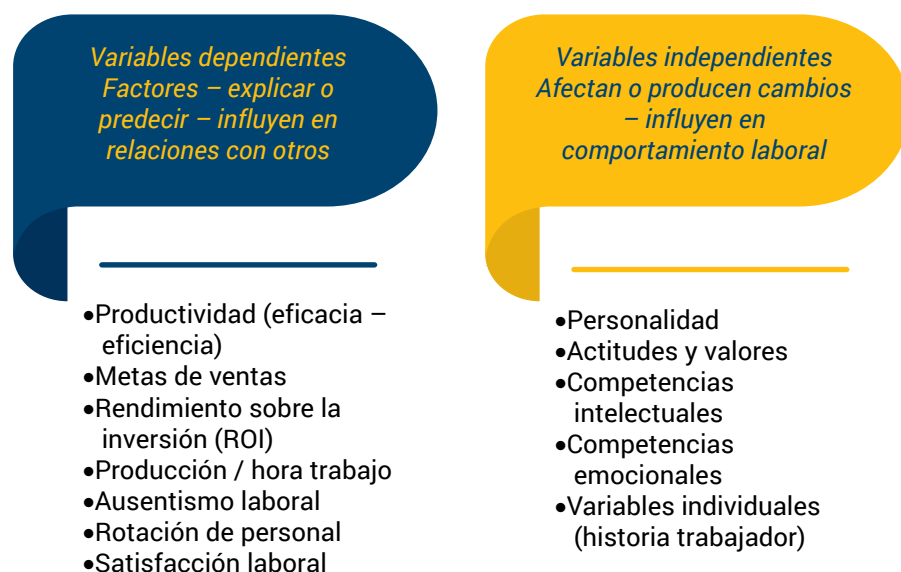 Variables dependientes
Factores – explicar o
predecir – influyen en
relaciones con otros
•Productividad (eficacia –
eficiencia)
•Metas de ventas
•Rendimiento sobre la
inversión (ROI)
•Producción / hora trabajo
•Ausentismo laboral
•Rotación de personal
•Satisfacción laboral
Variables independientes
Afectan o producen cambios
– influyen en
comportamiento laboral
•Personalidad
•Actitudes y valores
•Competencias
intelectuales
•Competencias
emocionales
•Variables individuales
(historia trabajador)